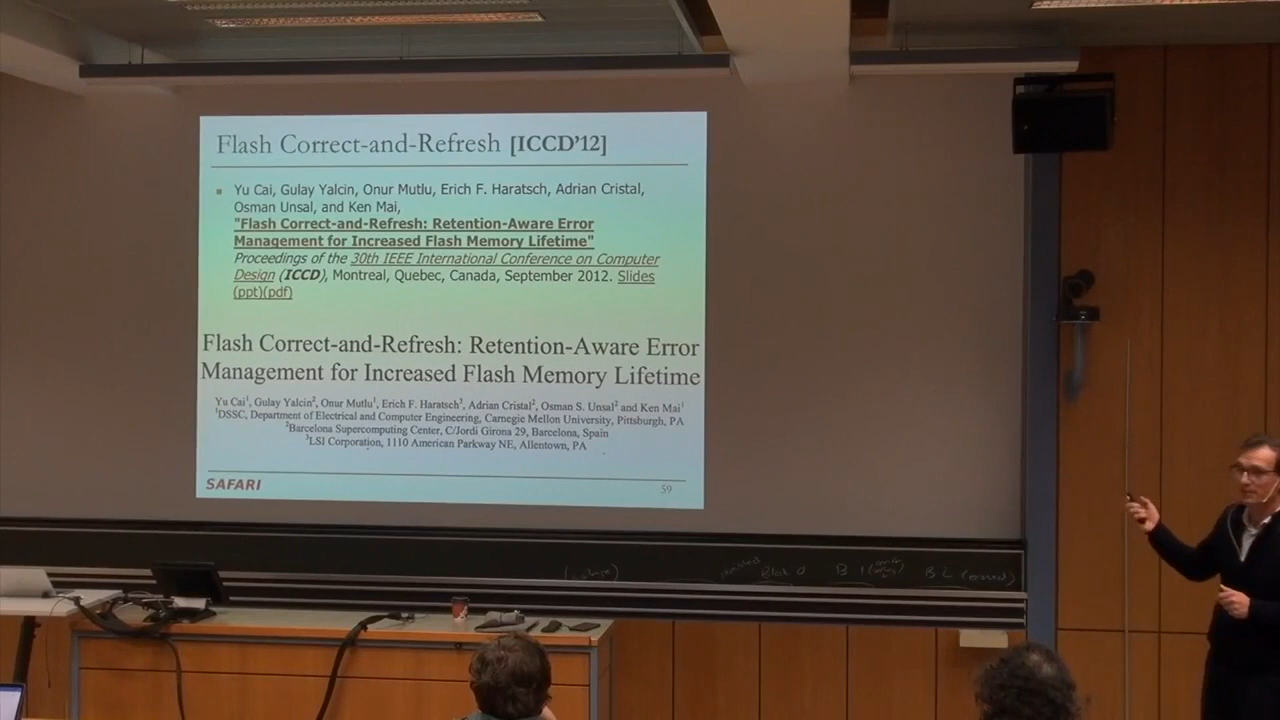 Flash Correct-and-Refresh [ICCD'12]
Yu Cai, Gulay Yalcin, Onur Mutlu, Erich F. Haratsch, Adrian Cristal,
Osman Unsal, and Ken Mai,
"Flash Correct-and-Refresh: Retention-Aware Error
Management for Increased Flash Memory Lifetime"
Proceedings of the 30th IEEE International Conference on Computer
Design (ICCD), Montreal, Quebec, Canada, September 2012. Slides
(ppt)(pdf)
Flash Correct-and-Refresh: Retention-Aware Error
Management for Increased Flash Memory Lifetime
Yu Cai¹, Gulay Yalcin², Onur Mutlu¹, Erich F. Haratsch³, Adrian Cristal², Osman S. Unsal² and Ken Mai¹
¹DSSC, Department of Electrical and Computer Engineering, Carnegie Mellon University, Pittsburgh, PA
²Barcelona Supercomputing Center, C/Jordi Girona 29, Barcelona, Spain
³LSI Corporation, 1110 American Parkway NE, Allentown, PA
SAFARI
59